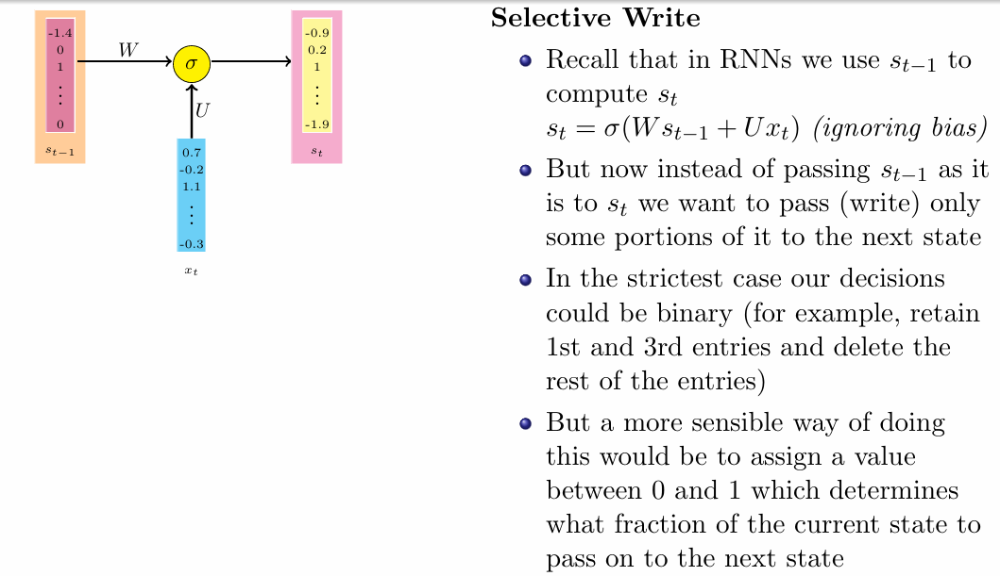 -1.4
0
1
⋮
0
s_{t−1}
W
σ
U
0.7
-0.2
1.1
⋮
-0.3
x_t
-0.9
0.2
1
⋮
-1.9
s_t
Selective Write
Recall that in RNNs we use s_{t−1} to
compute s_t
s_t = σ(W s_{t−1} + U x_t) (ignoring bias)
But now instead of passing s_{t−1} as it
is to s_t we want to pass (write) only
some portions of it to the next state
In the strictest case our decisions
could be binary (for example, retain
1st and 3rd entries and delete the
rest of the entries)
But a more sensible way of doing
this would be to assign a value
between 0 and 1 which determines
what fraction of the current state to
pass on to the next state